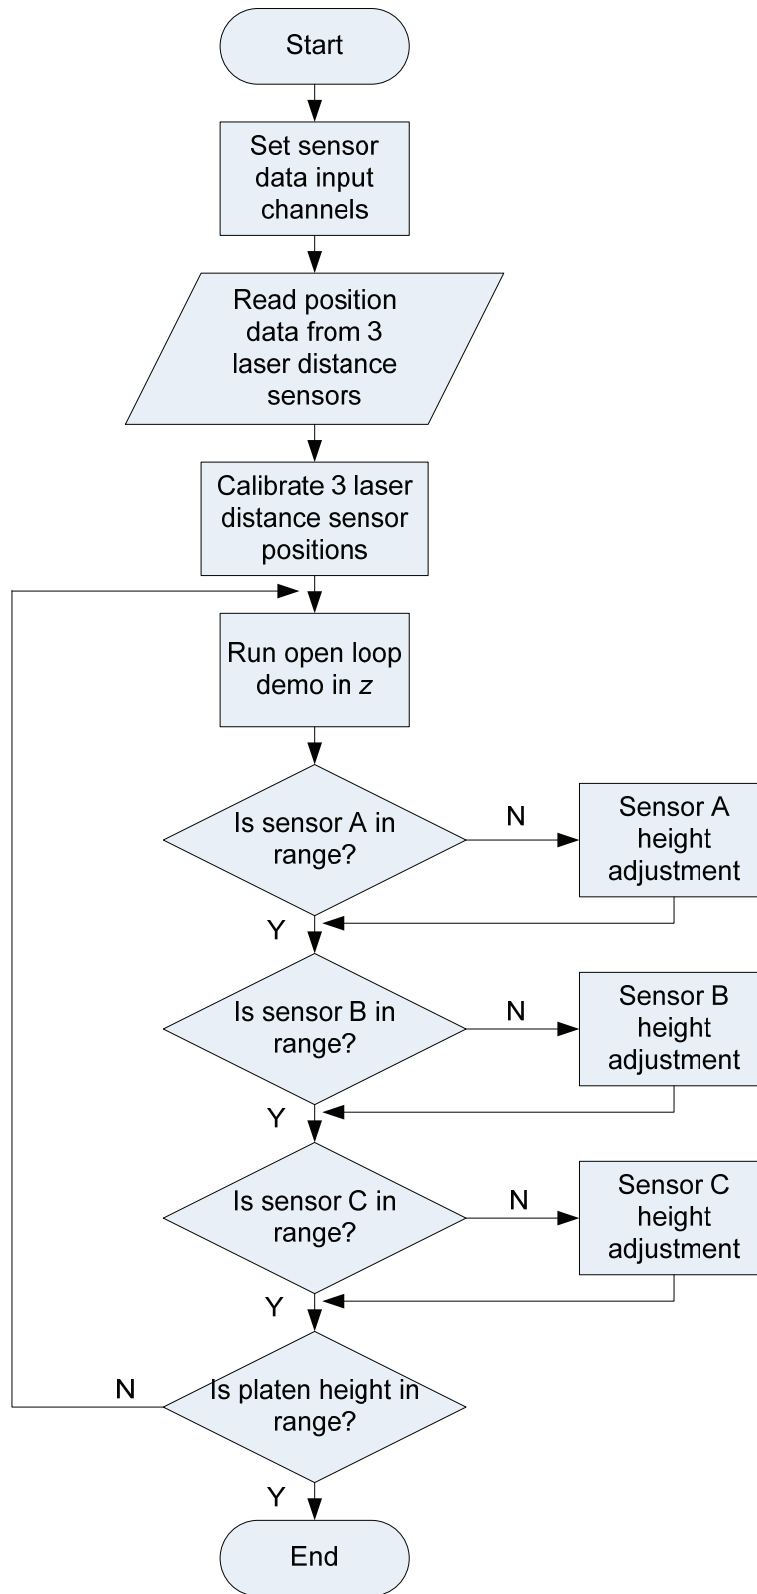 Start
Set sensor
data input
channels
Read position
data from 3
laser distance
sensors
Calibrate 3 laser
distance sensor
positions
Run open loop
demo in z
Is sensor A in
range?
N
Sensor A
height
adjustment
Y
Is sensor B in
range?
N
Sensor B
height
adjustment
Y
Is sensor C in
range?
N
Sensor C
height
adjustment
Y
Is platen height in
range?
N
Y
End